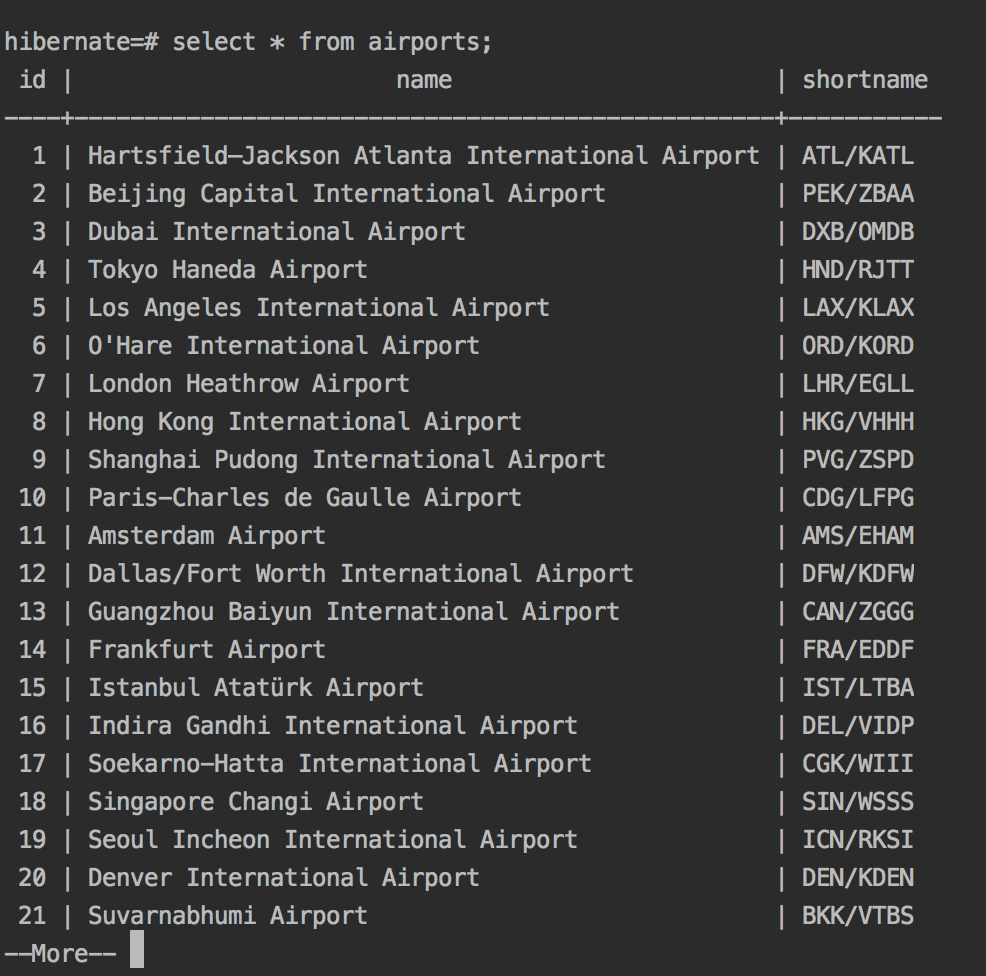 hibernate=# select * from airports;
 id |                       name                       | shortname
----+--------------------------------------------------+-----------
  1 | Hartsfield–Jackson Atlanta International Airport | ATL/KATL
  2 | Beijing Capital International Airport            | PEK/ZBAA
  3 | Dubai International Airport                      | DXB/OMDB
  4 | Tokyo Haneda Airport                             | HND/RJTT
  5 | Los Angeles International Airport                | LAX/KLAX
  6 | O'Hare International Airport                     | ORD/KORD
  7 | London Heathrow Airport                          | LHR/EGLL
  8 | Hong Kong International Airport                  | HKG/VHHH
  9 | Shanghai Pudong International Airport            | PVG/ZSPD
 10 | Paris–Charles de Gaulle Airport                  | CDG/LFPG
 11 | Amsterdam Airport                                | AMS/EHAM
 12 | Dallas/Fort Worth International Airport          | DFW/KDFW
 13 | Guangzhou Baiyun International Airport           | CAN/ZGGG
 14 | Frankfurt Airport                                | FRA/EDDF
 15 | Istanbul Atatürk Airport                         | IST/LTBA
 16 | Indira Gandhi International Airport              | DEL/VIDP
 17 | Soekarno–Hatta International Airport             | CGK/WIII
 18 | Singapore Changi Airport                         | SIN/WSSS
 19 | Seoul Incheon International Airport              | ICN/RKSI
 20 | Denver International Airport                     | DEN/KDEN
 21 | Suvarnabhumi Airport                             | BKK/VTBS
--More--